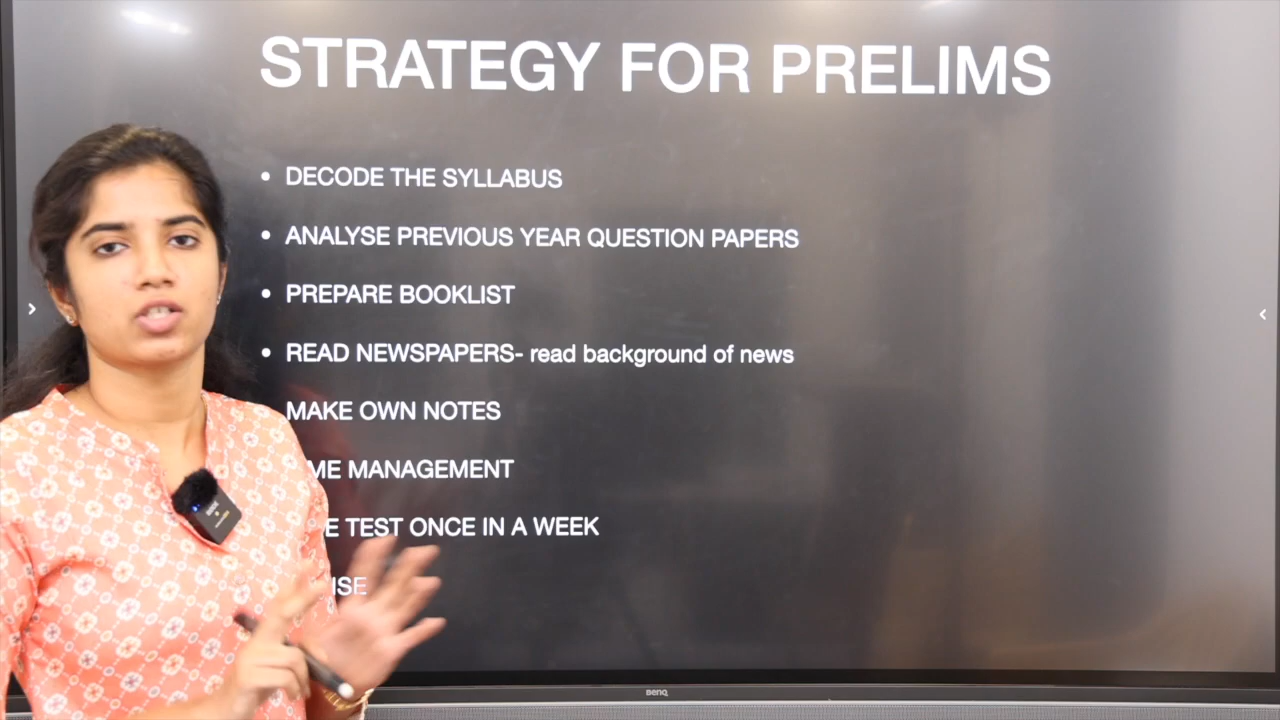 STRATEGY FOR PRELIMS
• DECODE THE SYLLABUS
• ANALYSE PREVIOUS YEAR QUESTION PAPERS
• PREPARE BOOKLIST
• READ NEWSPAPERS- read background of news
MAKE OWN NOTES
ME MANAGEMENT
E TEST ONCE IN A WEEK
ISE
BenQ